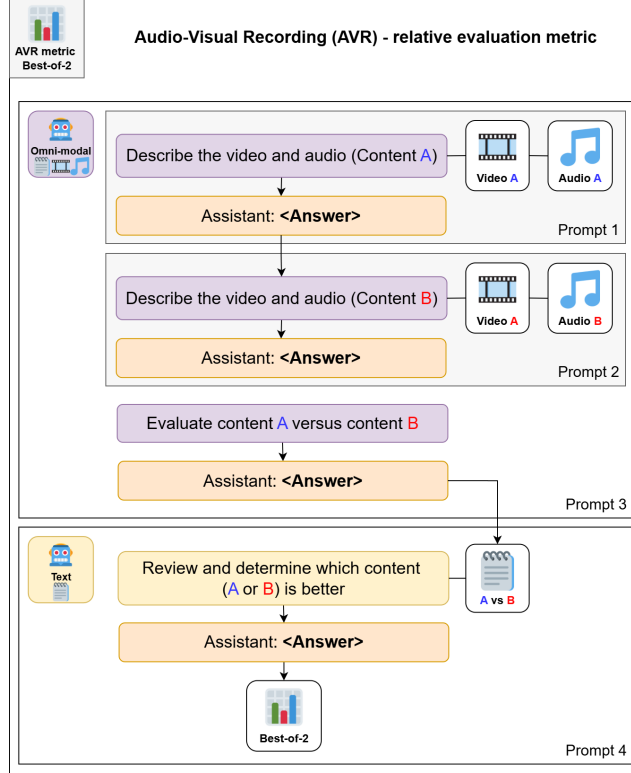 AVR metric
Best-of-2
Audio-Visual Recording (AVR) - relative evaluation metric
Omni-modal
Describe the video and audio (Content A)
Video A
Audio A
Assistant: <Answer>
Prompt 1
Describe the video and audio (Content B)
Video A
Audio B
Assistant: <Answer>
Prompt 2
Evaluate content A versus content B
Assistant: <Answer>
Prompt 3
Text
Review and determine which content
(A or B) is better
A vs B
Assistant: <Answer>
Best-of-2
Prompt 4